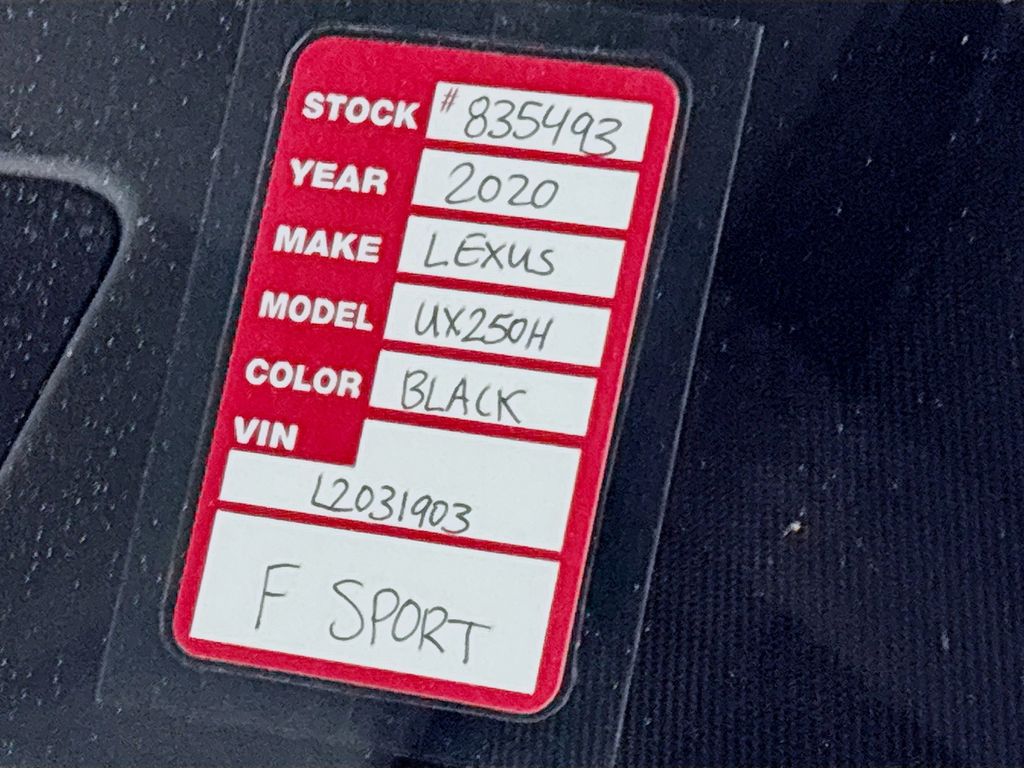 STOCK #835493
YEAR 2020
MAKE LEXUS
MODEL UX250H
COLOR BLACK
VIN
L2031903
F SPORT